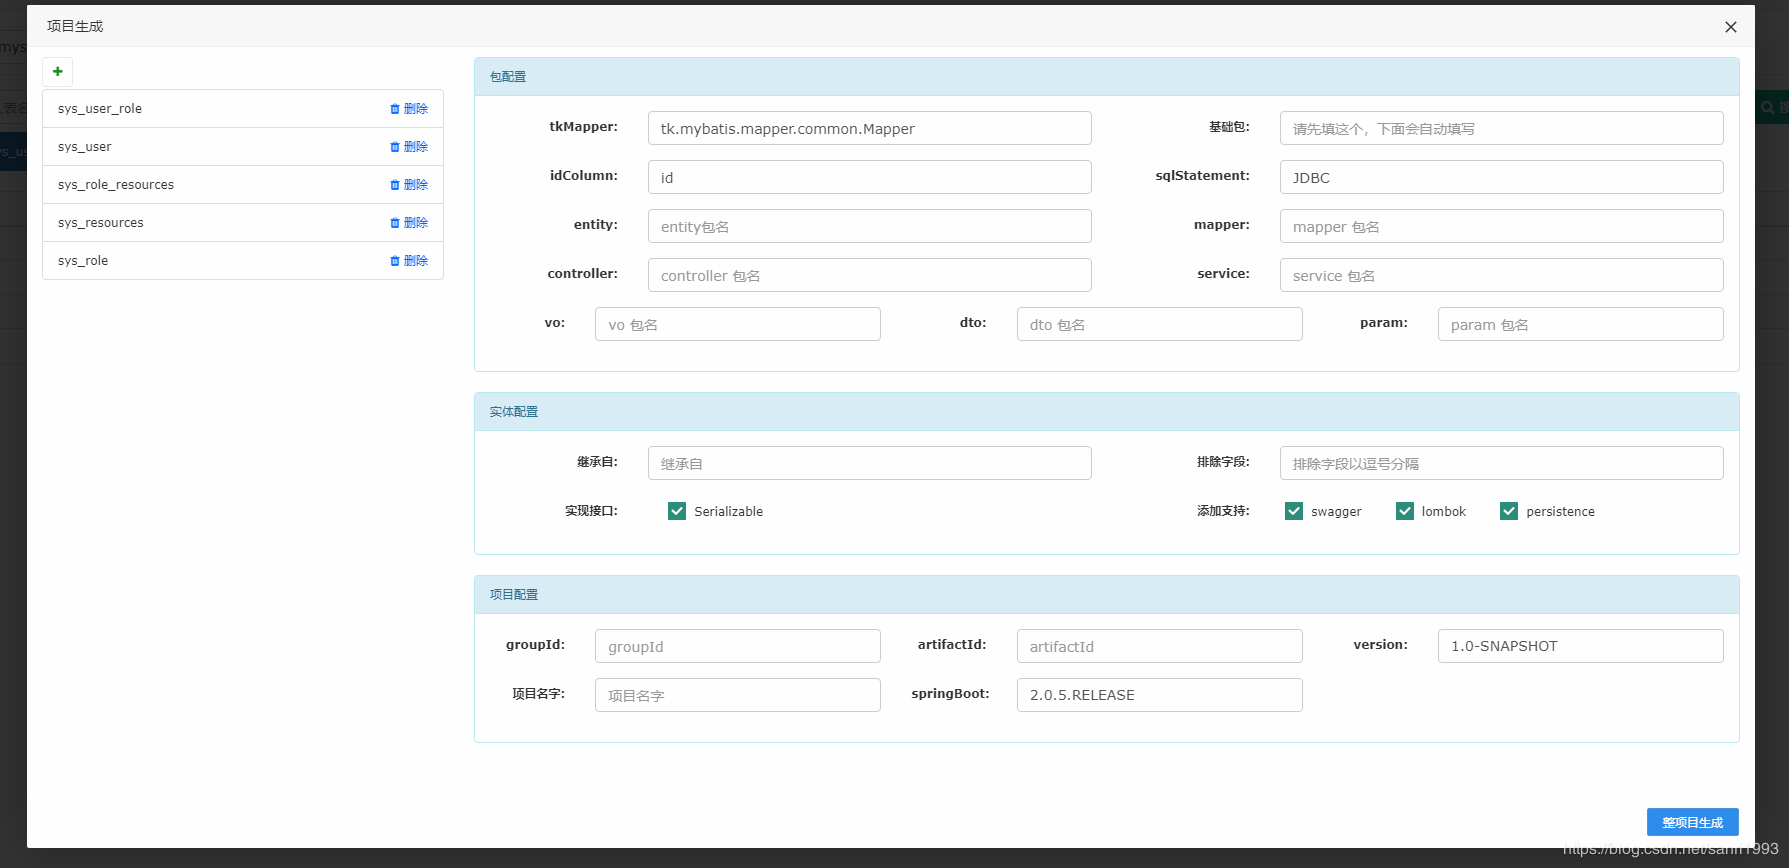 项目生成
mys
表名
ys_us
搜
sys_user_role 删除
sys_user 删除
sys_role_resources 删除
sys_resources 删除
sys_role 删除
包配置
tkMapper: tk.mybatis.mapper.common.Mapper 基础包: 请先填这个，下面会自动填写
idColumn: id sqlStatement: JDBC
entity: entity包名 mapper: mapper 包名
controller: controller 包名 service: service 包名
vo: vo 包名 dto: dto 包名 param: param 包名
实体配置
继承自: 继承自 排除字段: 排除字段以逗号分隔
实现接口: Serializable 添加支持: swagger lombok persistence
项目配置
groupId: groupId artifactId: artifactId version: 1.0-SNAPSHOT
项目名字: 项目名字 springBoot: 2.0.5.RELEASE
整项目生成
https://blog.csdn.net/sanri1993